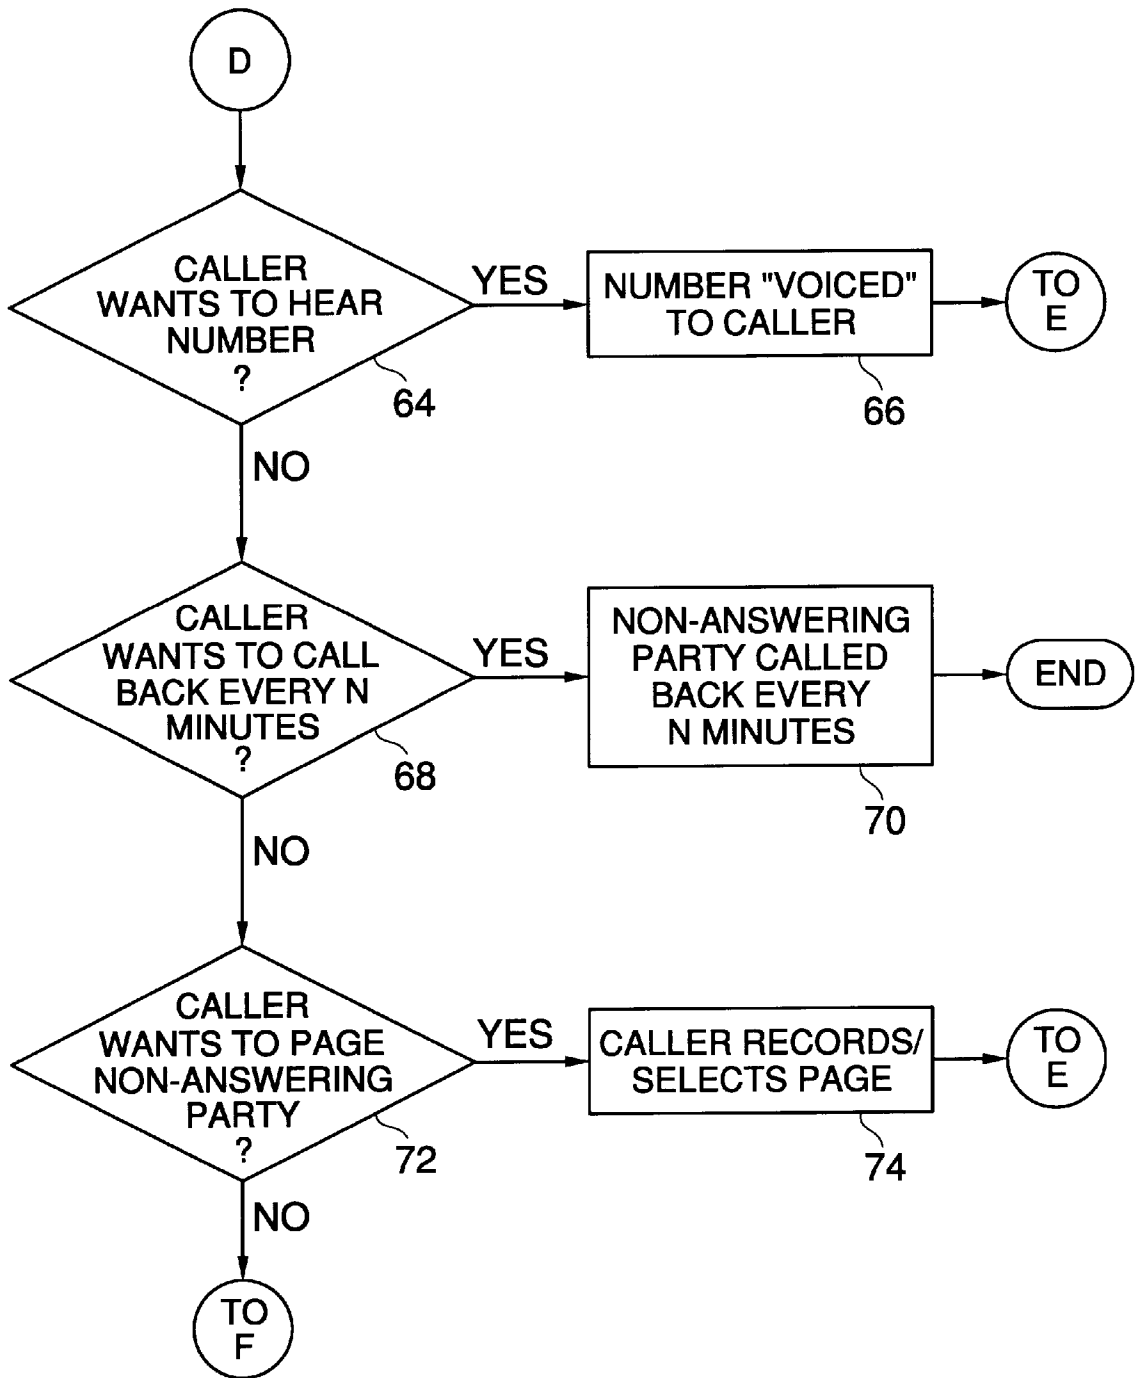 D
CALLER
WANTS TO HEAR
NUMBER
?
64
YES
NUMBER "VOICED"
TO CALLER
66
TO
E
NO
CALLER
WANTS TO CALL
BACK EVERY N
MINUTES
?
68
YES
NON-ANSWERING
PARTY CALLED
BACK EVERY
N MINUTES
70
END
NO
CALLER
WANTS TO PAGE
NON-ANSWERING
PARTY
?
72
YES
CALLER RECORDS/
SELECTS PAGE
74
TO
E
NO
TO
F